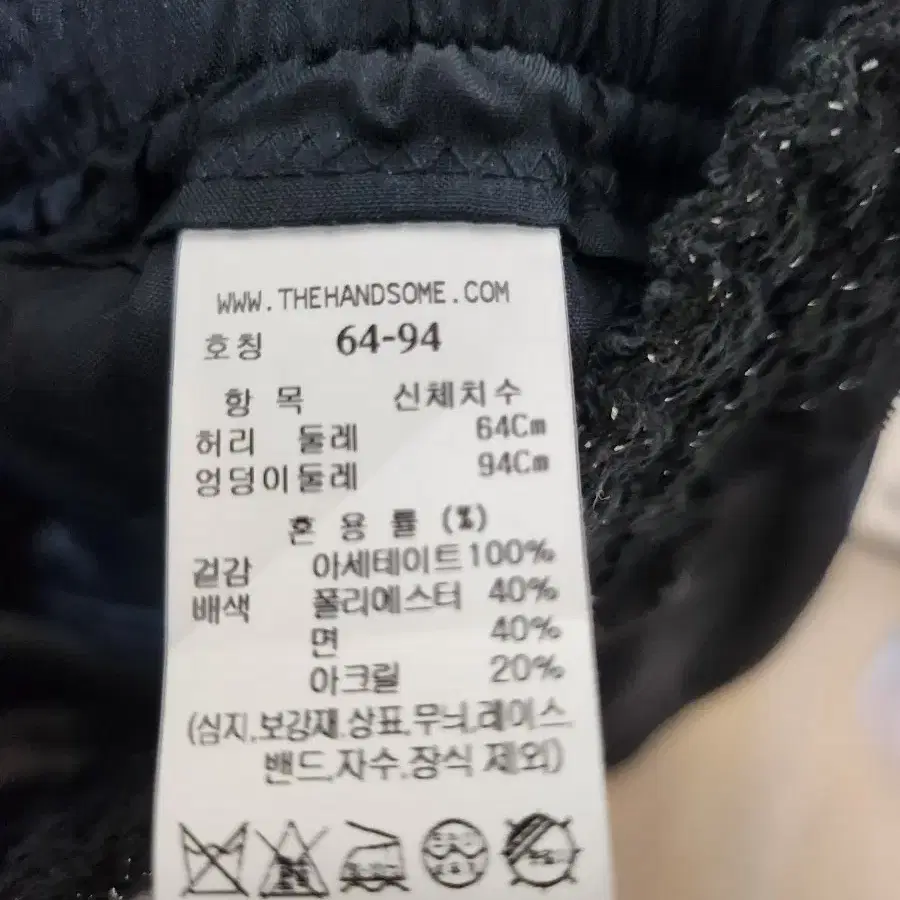 WWW.THEHANDSOME.COM
호칭 64-94
항 목 신체치수
허리 둘레 64Cm
엉덩이둘레 94Cm
혼 용 률 (%)
겉감 아세테이트100%
배색 폴리에스터 40%
면 40%
아크릴 20%
(심지,보강재.상표.무늬,레이스.
밴드,자수.장식 제외)